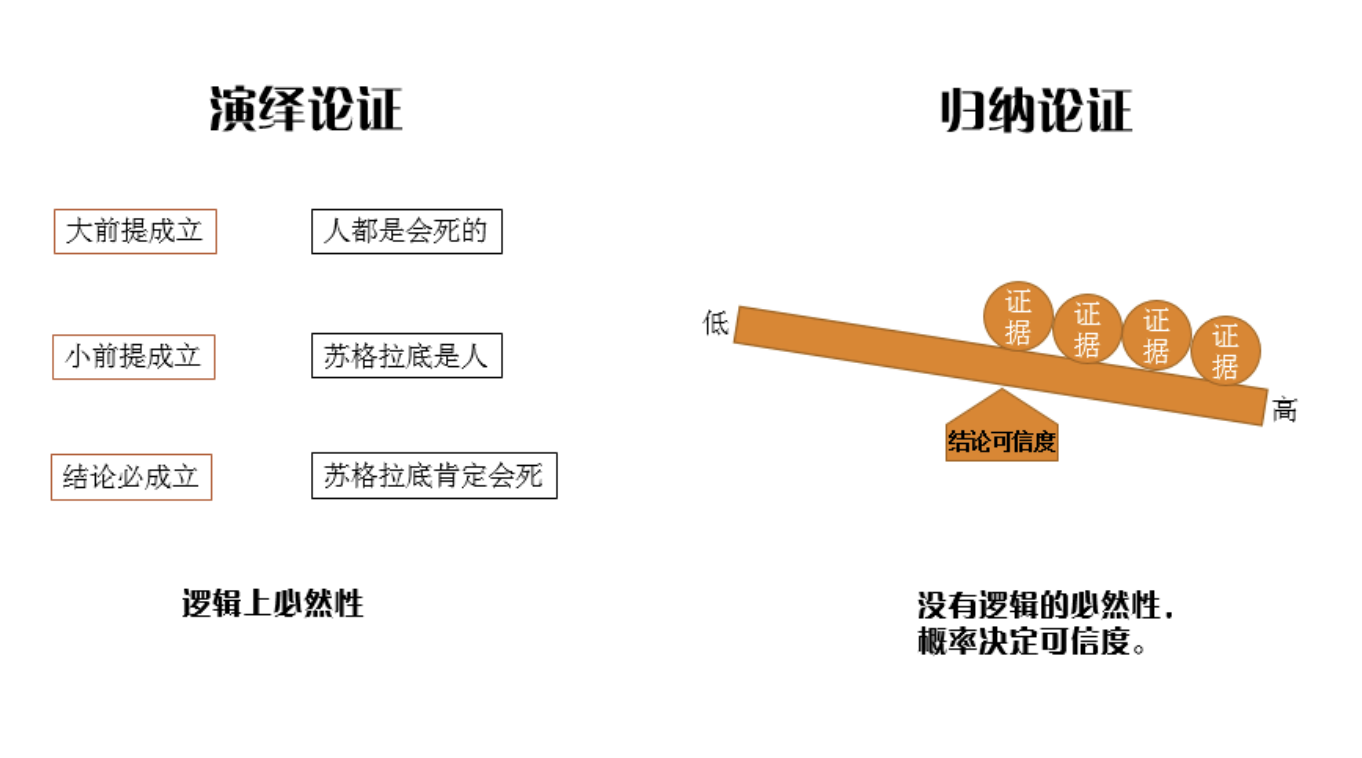 演绎论证
大前提成立
人都是会死的
小前提成立
苏格拉底是人
结论必成立
苏格拉底肯定会死
逻辑上必然性
归纳论证
低
证
据
证
据
证
据
证
据
高
结论可信度
没有逻辑的必然性，
概率决定可信度。